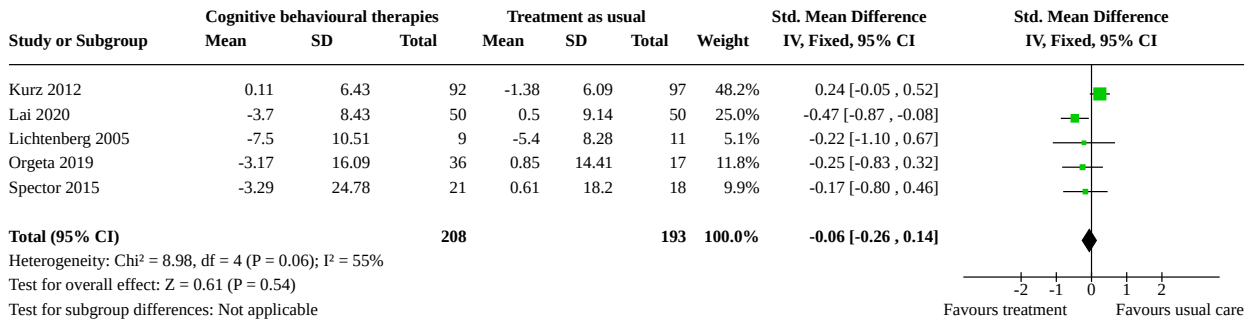 Cognitive behavioural therapies Treatment as usual Std. Mean Difference Std. Mean Difference
Study or Subgroup Mean SD Total Mean SD Total Weight IV, Fixed, 95% CI IV, Fixed, 95% CI
Kurz 2012 0.11 6.43 92 -1.38 6.09 97 48.2% 0.24 [-0.05 , 0.52]
Lai 2020 -3.7 8.43 50 0.5 9.14 50 25.0% -0.47 [-0.87 , -0.08]
Lichtenberg 2005 -7.5 10.51 9 -5.4 8.28 11 5.1% -0.22 [-1.10 , 0.67]
Orgeta 2019 -3.17 16.09 36 0.85 14.41 17 11.8% -0.25 [-0.83 , 0.32]
Spector 2015 -3.29 24.78 21 0.61 18.2 18 9.9% -0.17 [-0.80 , 0.46]
Total (95% CI) 208 193 100.0% -0.06 [-0.26 , 0.14]
Heterogeneity: Chi² = 8.98, df = 4 (P = 0.06); I² = 55%
Test for overall effect: Z = 0.61 (P = 0.54)
-2 -1 0 1 2
Test for subgroup differences: Not applicable
Favours treatment Favours usual care